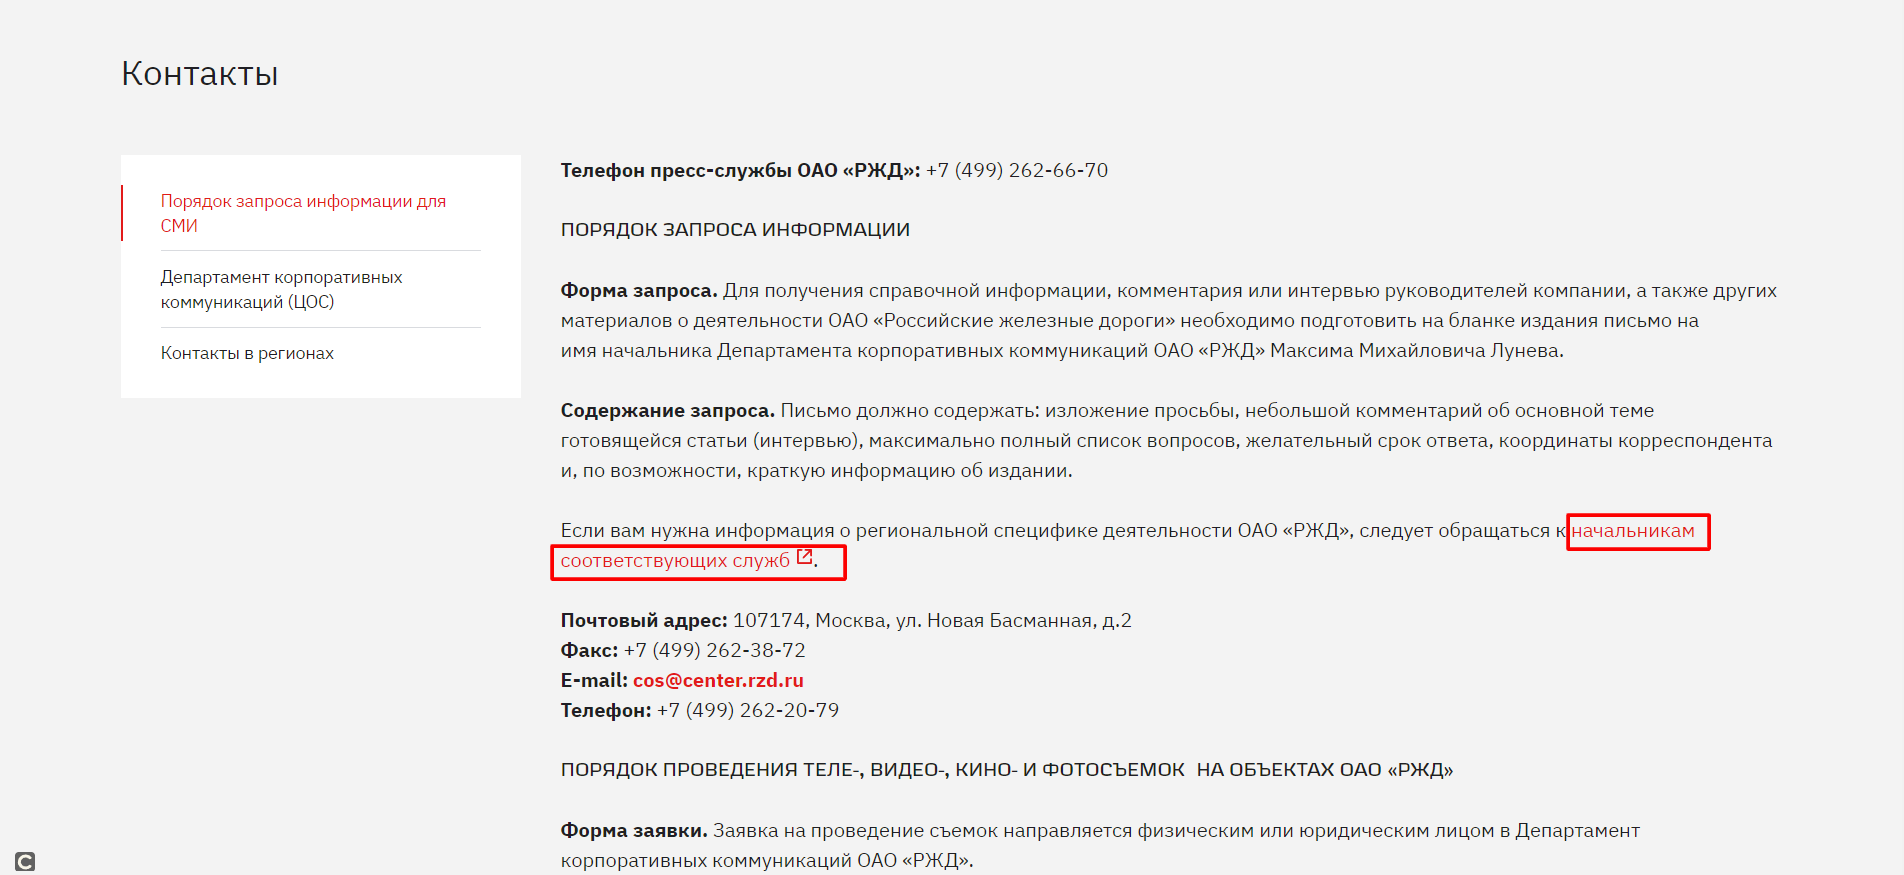 Контакты
Порядок запроса информации для
СМИ
Департамент корпоративных
коммуникаций (ЦОС)
Контакты в регионах
Телефон пресс-службы ОАО «РЖД»: +7 (499) 262-66-70
ПОРЯДОК ЗАПРОСА ИНФОРМАЦИИ
Форма запроса. Для получения справочной информации, комментария или интервью руководителей компании, а также других
материалов о деятельности ОАО «Российские железные дороги» необходимо подготовить на бланке издания письмо на
имя начальника Департамента корпоративных коммуникаций ОАО «РЖД» Максима Михайловича Лунева.
Содержание запроса. Письмо должно содержать: изложение просьбы, небольшой комментарий об основной теме
готовящейся статьи (интервью), максимально полный список вопросов, желательный срок ответа, координаты корреспондента
и, по возможности, краткую информацию об издании.
Если вам нужна информация о региональной специфике деятельности ОАО «РЖД», следует обращаться к начальникам
соответствующих служб .
Почтовый адрес: 107174, Москва, ул. Новая Басманная, д.2
Факс: +7 (499) 262-38-72
E-mail: cos@center.rzd.ru
Телефон: +7 (499) 262-20-79
ПОРЯДОК ПРОВЕДЕНИЯ ТЕЛЕ-, ВИДЕО-, КИНО- И ФОТОСЪЕМОК НА ОБЪЕКТАХ ОАО «РЖД»
Форма заявки. Заявка на проведение съемок направляется физическим или юридическим лицом в Департамент
корпоративных коммуникаций ОАО «РЖД».
C